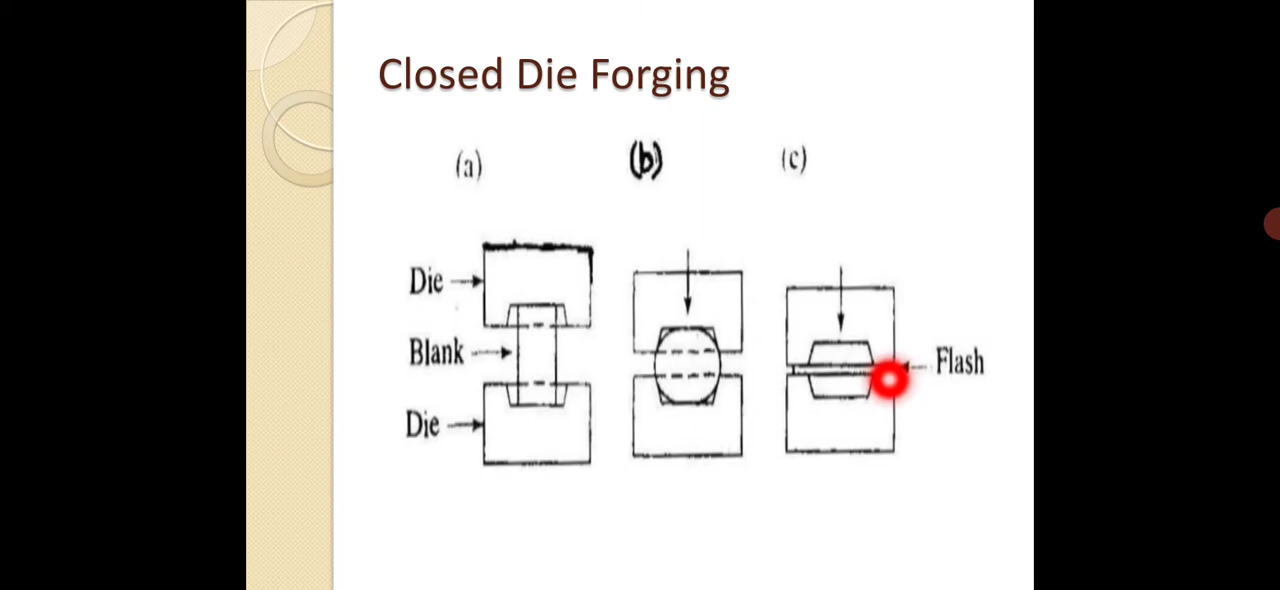 Closed Die Forging
(a) (b) (c)
Die
Blank
Flash
Die